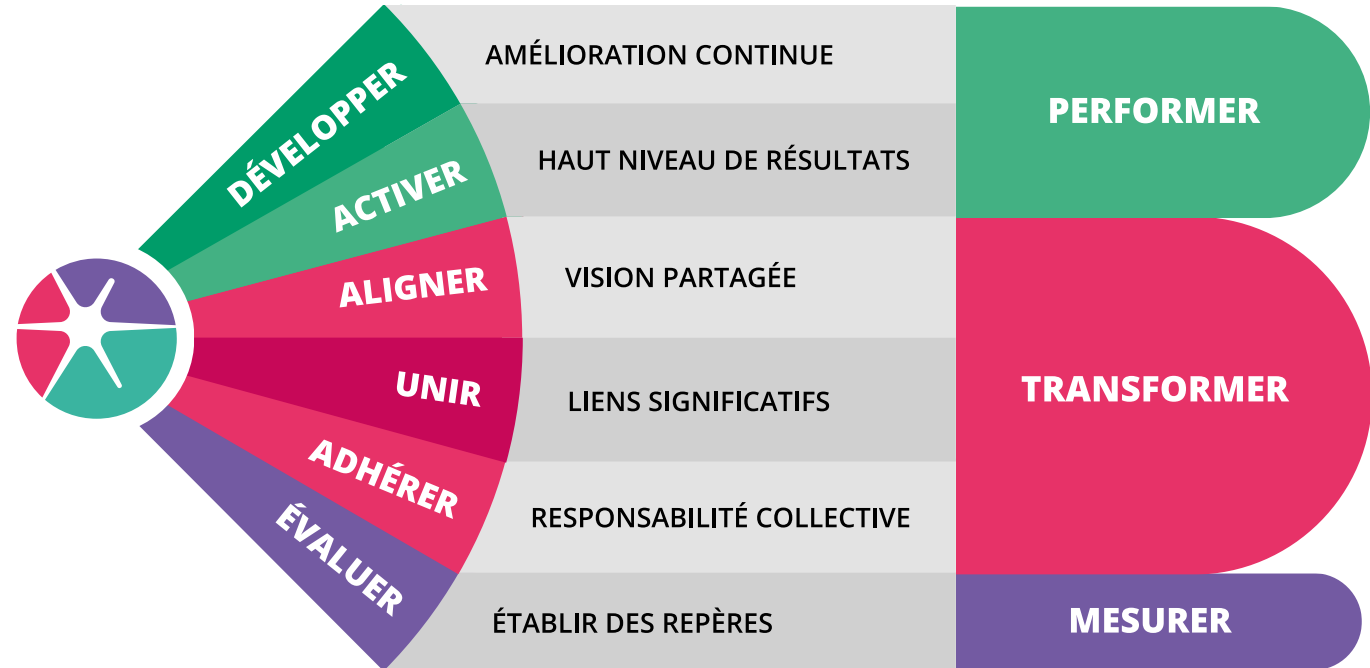 DÉVELOPPER
AMÉLIORATION CONTINUE
PERFORMER
ACTIVER
HAUT NIVEAU DE RÉSULTATS
ALIGNER
VISION PARTAGÉE
TRANSFORMER
UNIR
LIENS SIGNIFICATIFS
ADHÉRER
RESPONSABILITÉ COLLECTIVE
ÉVALUER
ÉTABLIR DES REPÈRES
MESURER